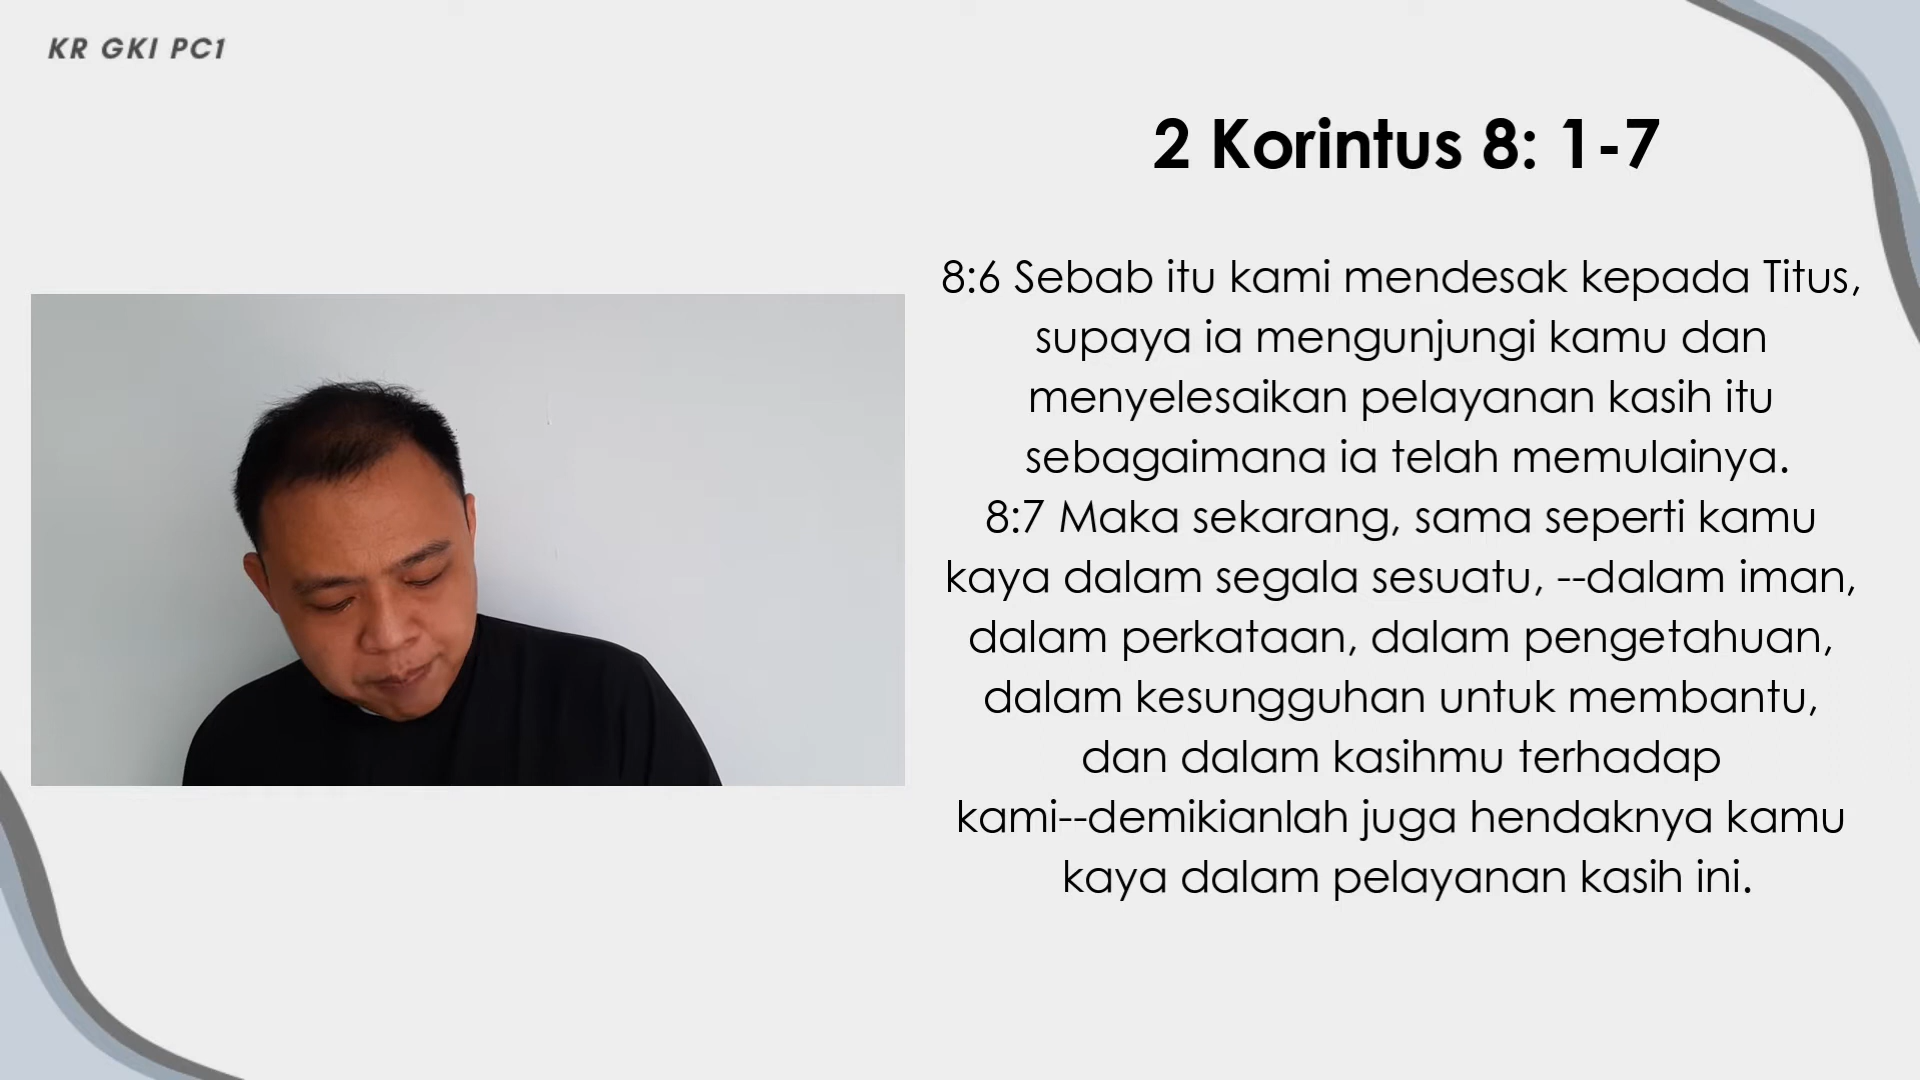 KR GKI PC1
2 Korintus 8: 1-7
8:6 Sebab itu kami mendesak kepada Titus,
supaya ia mengunjungi kamu dan
menyelesaikan pelayanan kasih itu
sebagaimana ia telah memulainya.
8:7 Maka sekarang, sama seperti kamu
kaya dalam segala sesuatu, --dalam iman,
dalam perkataan, dalam pengetahuan,
dalam kesungguhan untuk membantu,
dan dalam kasihmu terhadap
kami--demikianlah juga hendaknya kamu
kaya dalam pelayanan kasih ini.